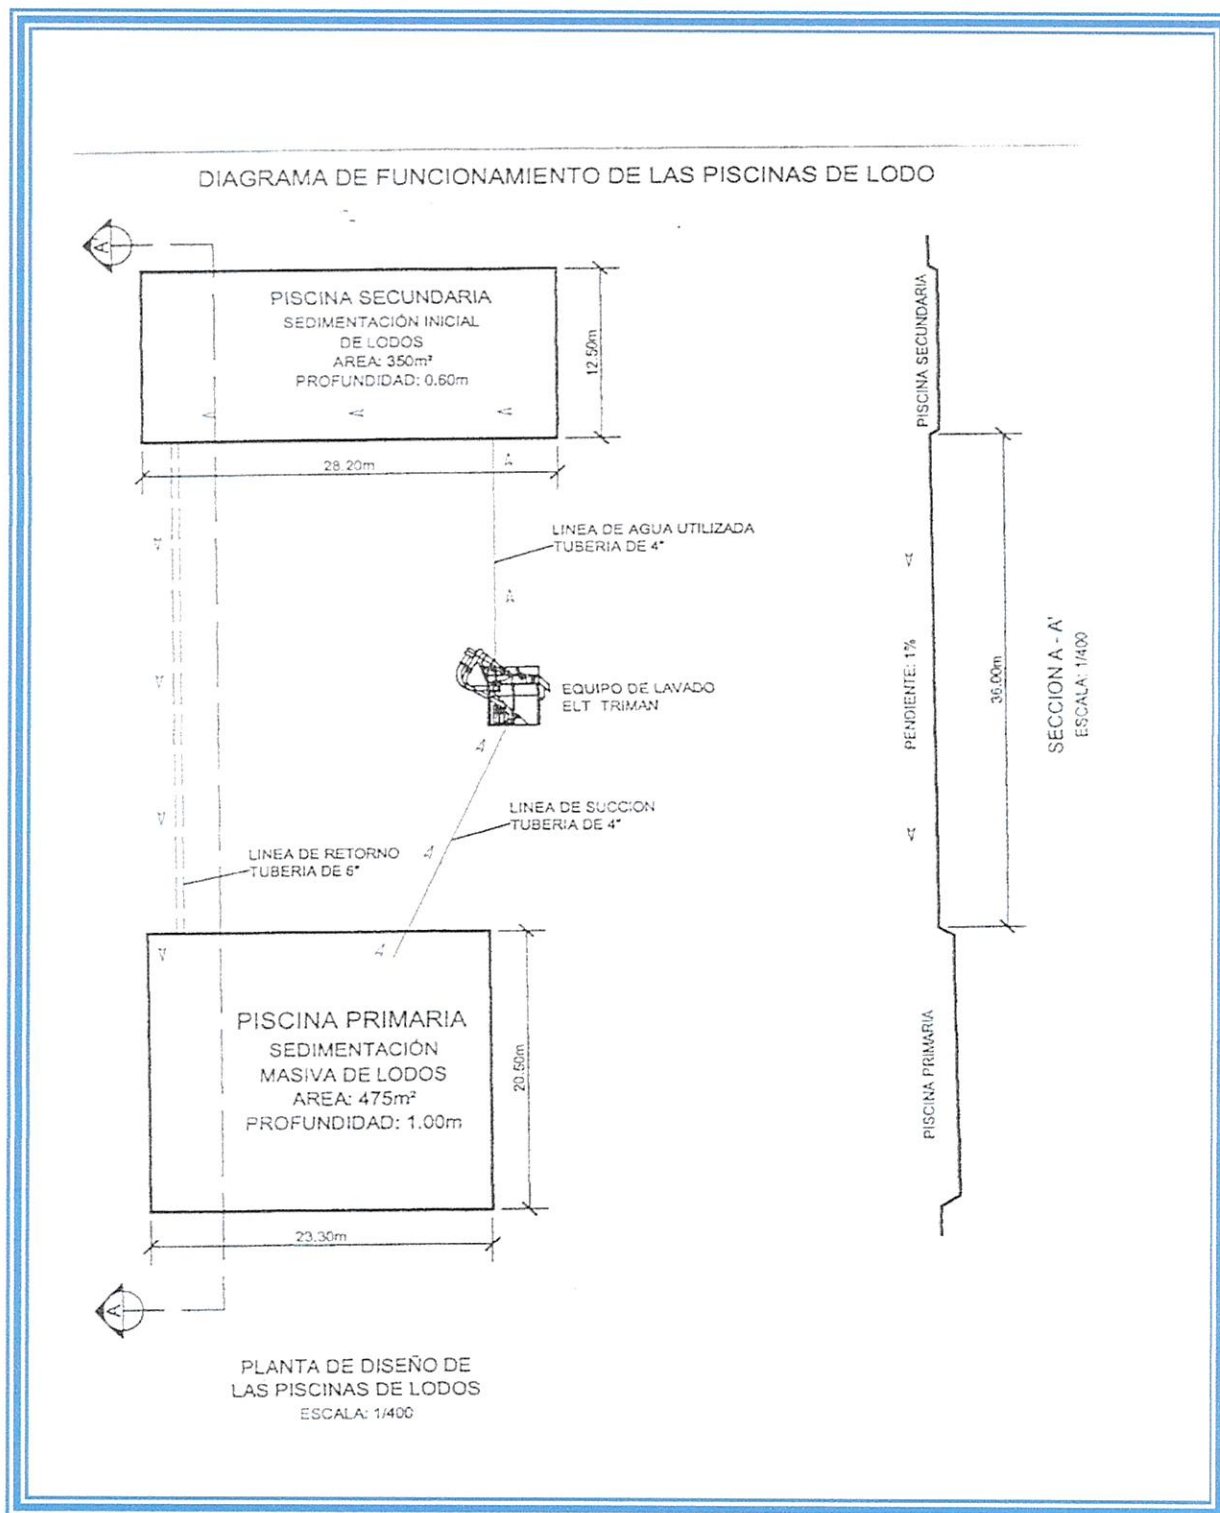 DIAGRAMA DE FUNCIONAMIENTO DE LAS PISCINAS DE LODO
A
PISCINA SECUNDARIA
SEDIMENTACIÓN INICIAL
DE LODOS
AREA: 350m²
PROFUNDIDAD: 0.60m
12.50m
28.20m
LINEA DE AGUA UTILIZADA
TUBERIA DE 4"
EQUIPO DE LAVADO
ELT TRIMAN
LINEA DE SUCCION
TUBERIA DE 4"
LINEA DE RETORNO
TUBERIA DE 6"
PISCINA PRIMARIA
SEDIMENTACIÓN
MASIVA DE LODOS
AREA: 475m²
PROFUNDIDAD: 1.00m
20.50m
23.30m
A
PLANTA DE DISEÑO DE
LAS PISCINAS DE LODOS
ESCALA: 1/400
PISCINA SECUNDARIA
PENDIENTE: 1%
36.00m
PISCINA PRIMARIA
SECCION A - A'
ESCALA: 1/400